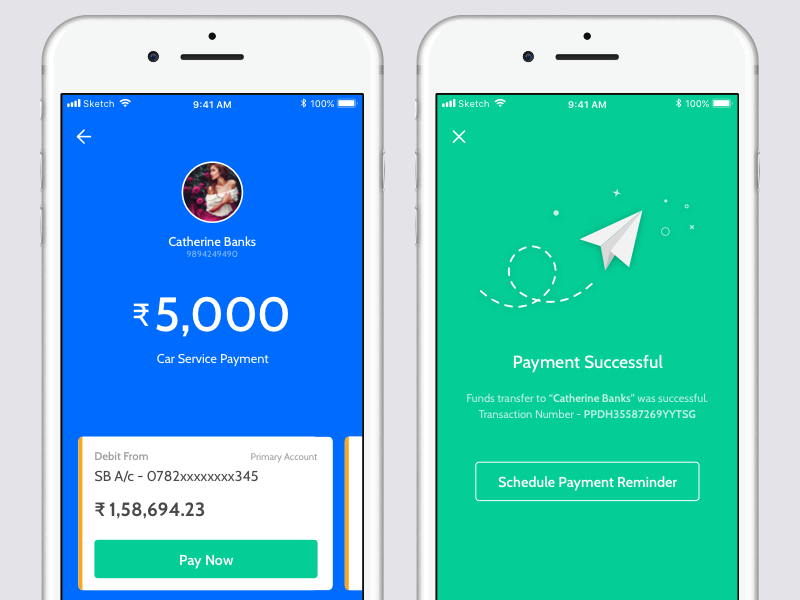 Sketch 9:41 AM 100%
Catherine Banks
9894249490
₹5,000
Car Service Payment
Debit From Primary Account
SB A/c - 0782xxxxxxxx345
₹ 1,58,694.23
Pay Now
Sketch 9:41 AM 100%
Payment Successful
Funds transfer to “Catherine Banks” was successful.
Transaction Number - PPDH35587269YYTSG
Schedule Payment Reminder